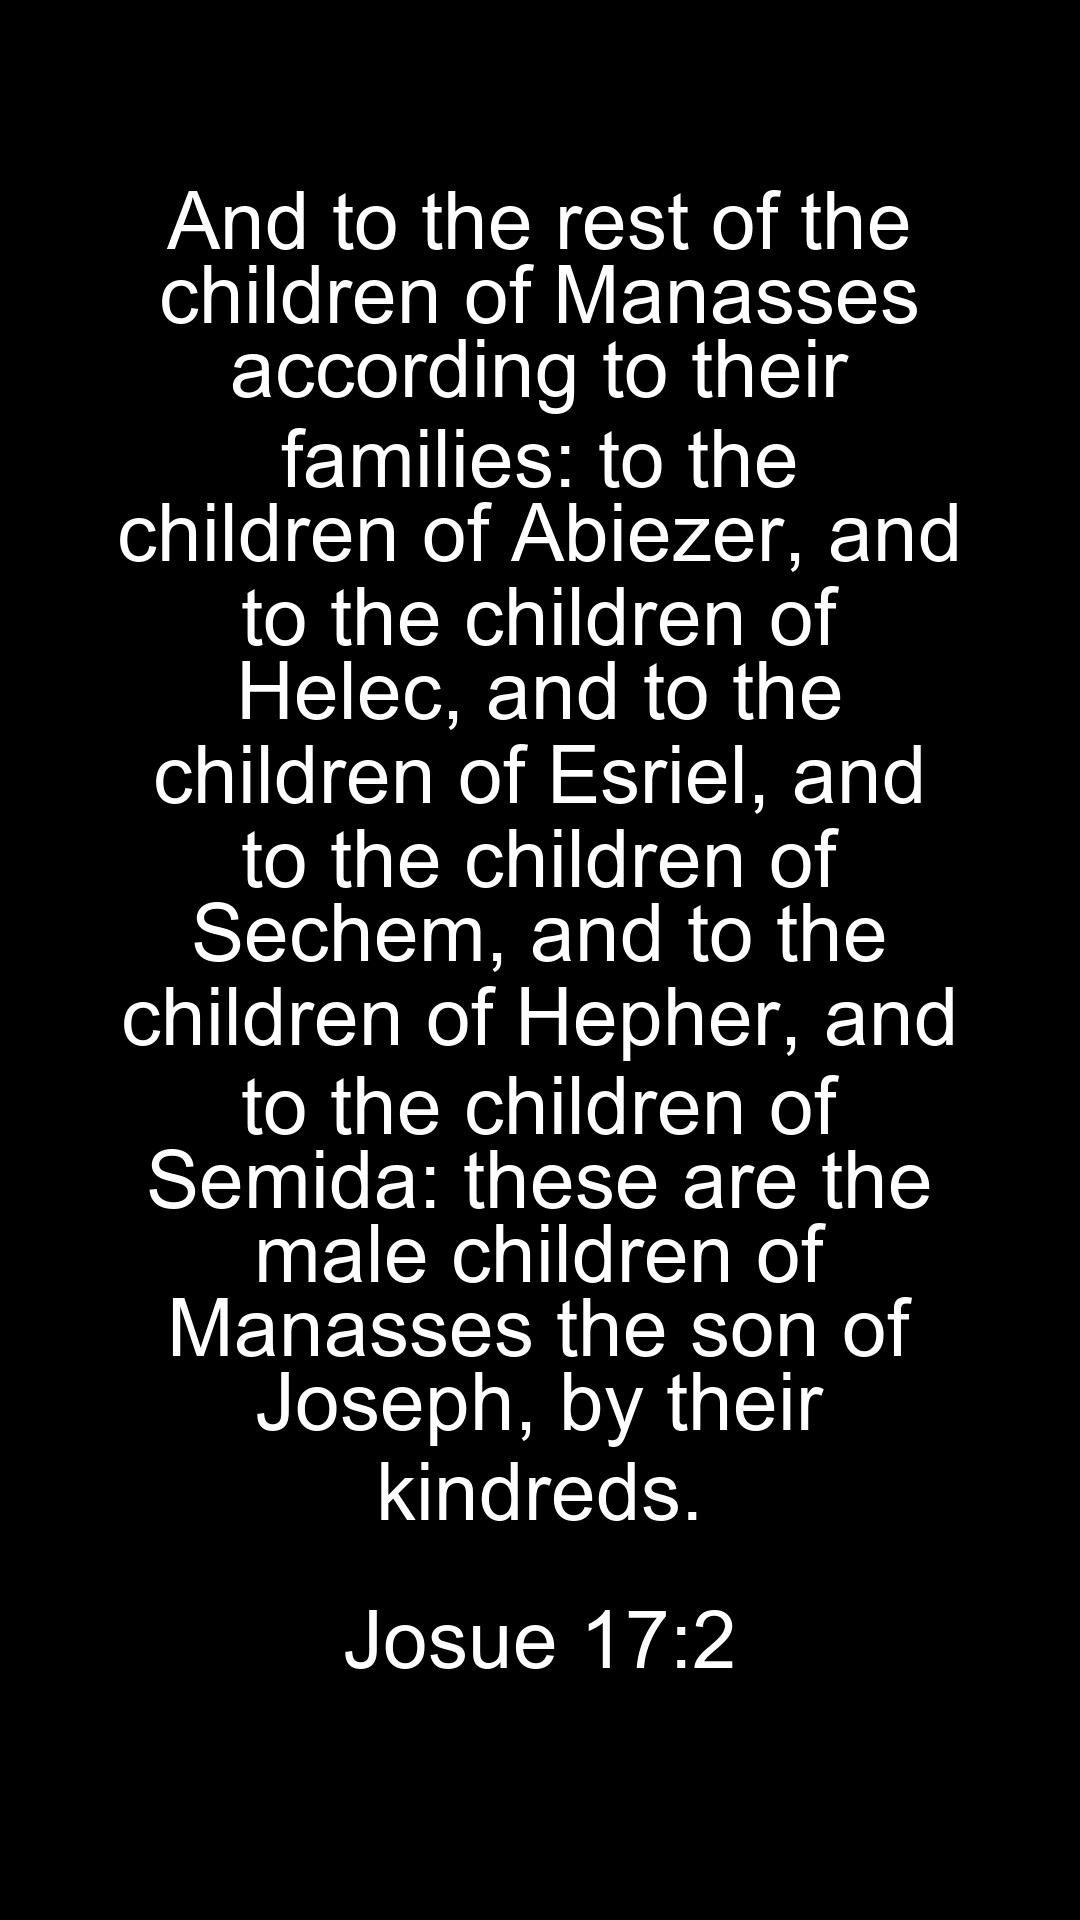 And to the rest of the
children of Manasses
according to their
families: to the
children of Abiezer, and
to the children of
Helec, and to the
children of Esriel, and
to the children of
Sechem, and to the
children of Hepher, and
to the children of
Semida: these are the
male children of
Manasses the son of
Joseph, by their
kindreds.
Josue 17:2